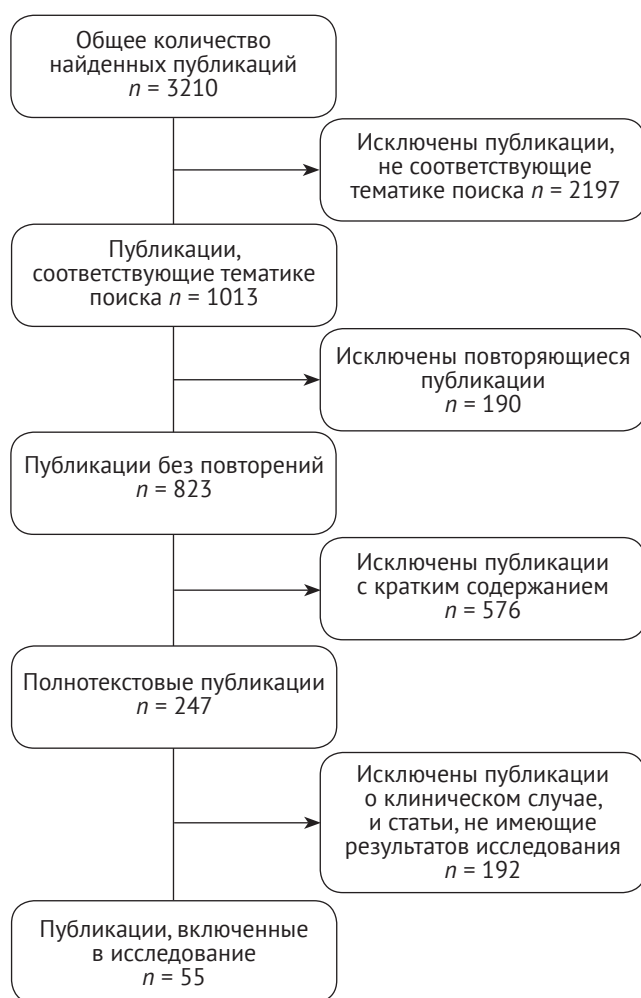 Общее количество
найденных публикаций
n = 3210
Исключены публикации,
не соответствующие
тематике поиска n = 2197
Публикации,
соответствующие тематике
поиска n = 1013
Исключены повторяющиеся
публикации
n = 190
Публикации без повторений
n = 823
Исключены публикации
с кратким содержанием
n = 576
Полнотекстовые публикации
n = 247
Исключены публикации
о клиническом случае,
и статьи, не имеющие
результатов исследования
n = 192
Публикации, включенные
в исследование
n = 55